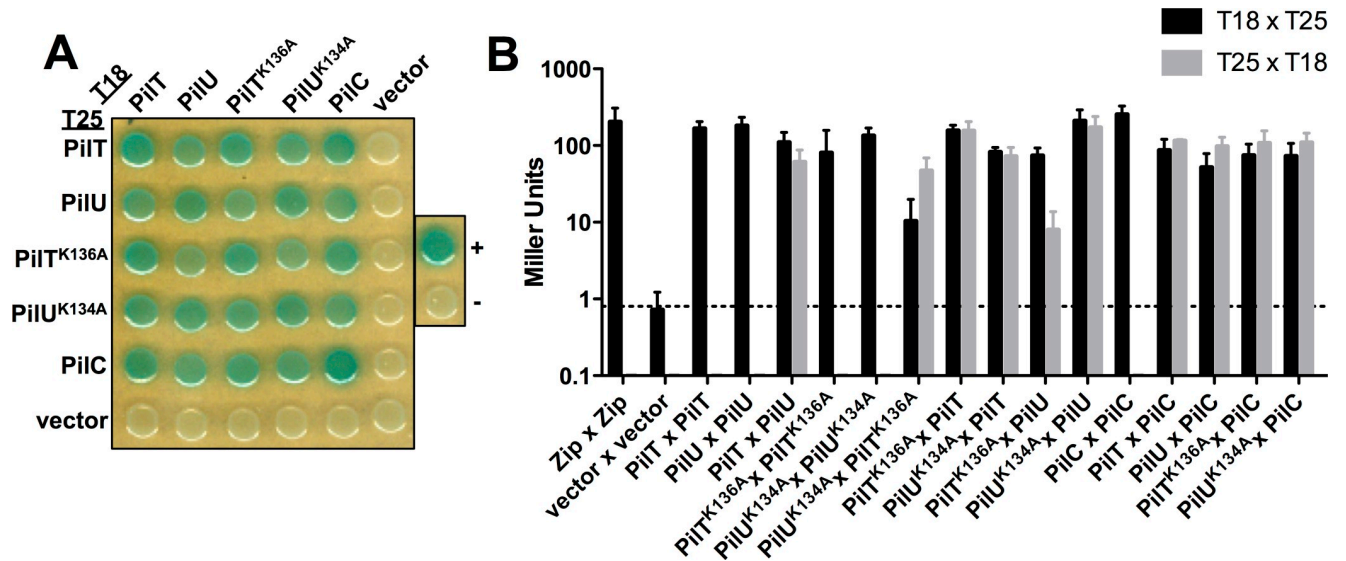 A
T18
PilT PilU PilTK136A PilUK134A PilC vector
T25
PilT
PilU
PilTK136A
PilUK134A
PilC
vector
+
-
B
T18 x T25
T25 x T18
Miller Units
1000
100
10
1
0.1
Zip x Zip
vector x vector
PilT x PilT
PilU x PilU
PilT x PilU
PilTK136A x PilTK136A
PilUK134A x PilUK134A
PilUK134A x PilTK136A
PilTK136A x PilT
PilUK134A x PilT
PilTK136A x PilU
PilUK134A x PilU
PilC x PilC
PilT x PilC
PilU x PilC
PilTK136A x PilC
PilUK134A x PilC